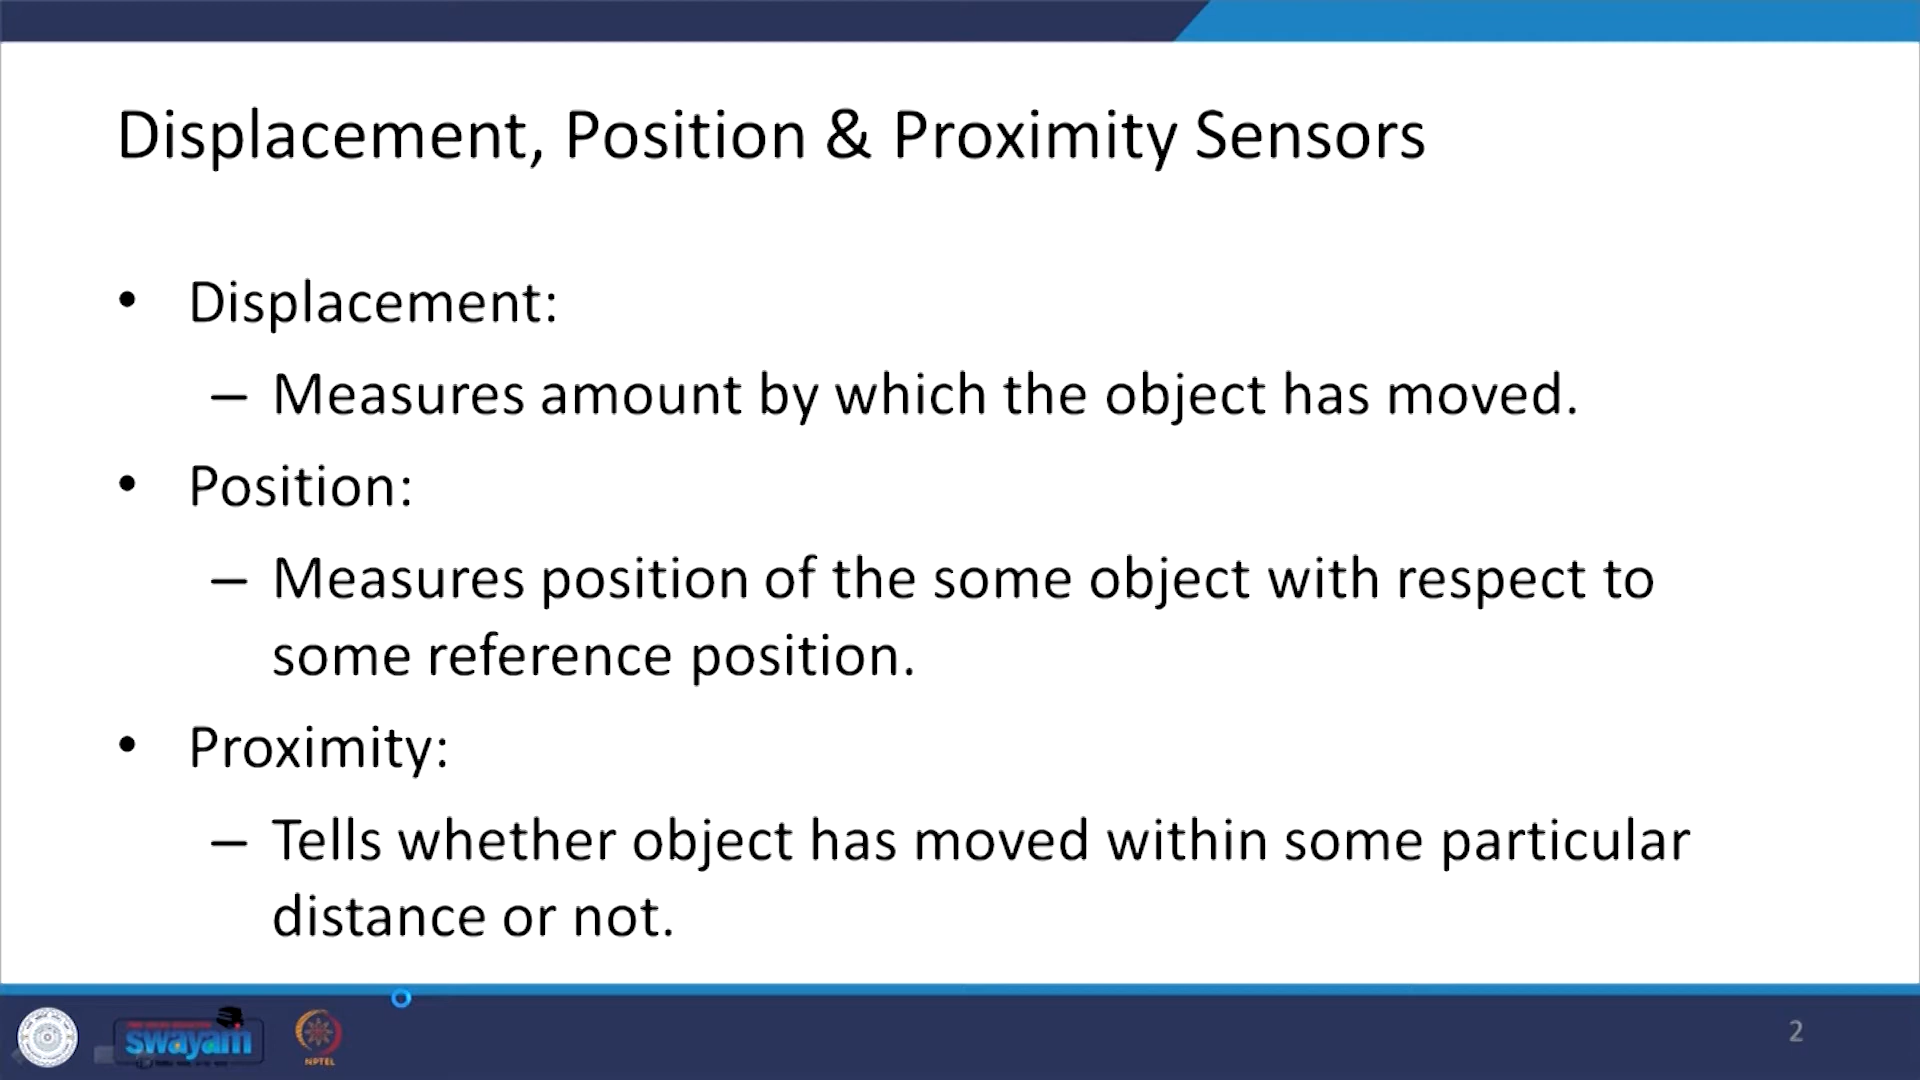 Displacement, Position & Proximity Sensors
• Displacement:
– Measures amount by which the object has moved.
• Position:
– Measures position of the some object with respect to
some reference position.
• Proximity:
– Tells whether object has moved within some particular
distance or not.
swayam
NPTEL
2